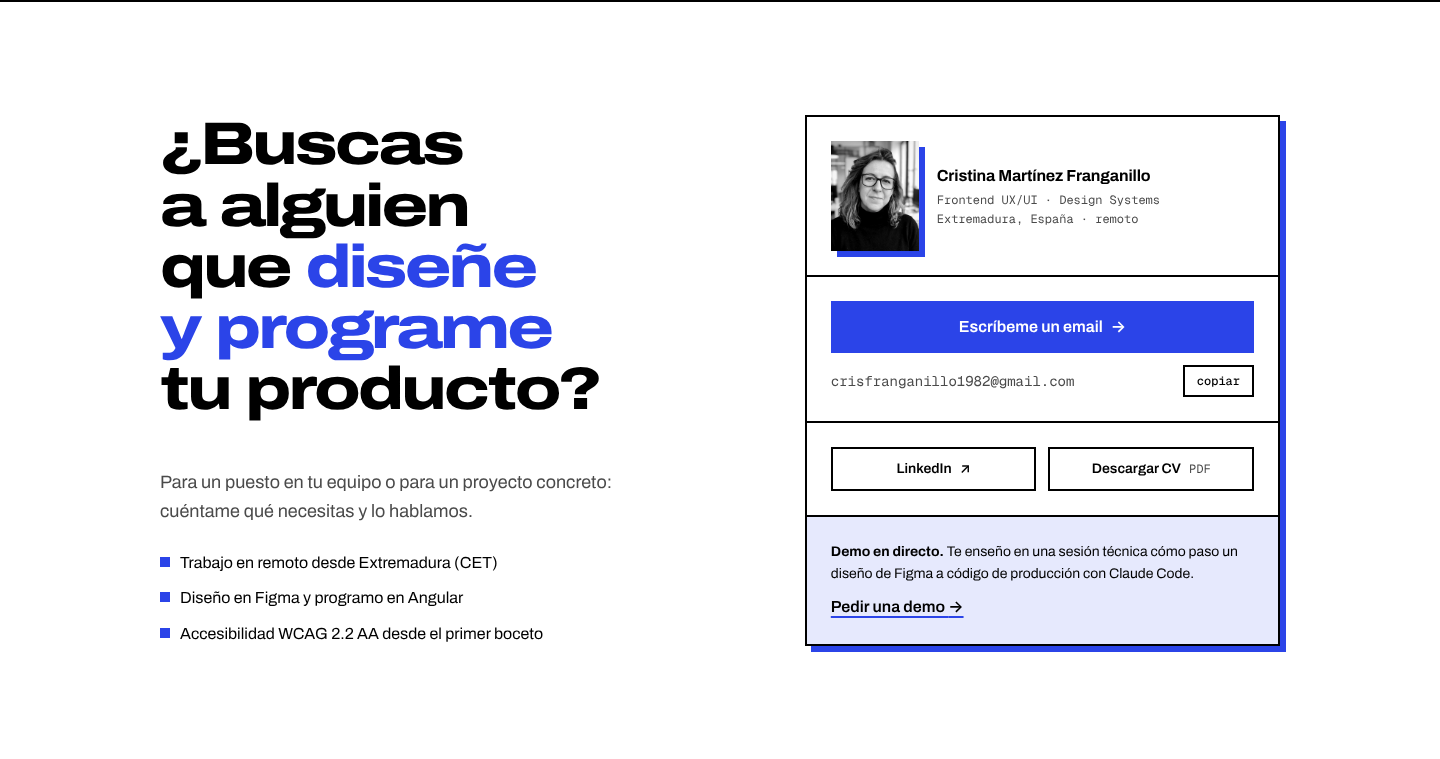 ¿Buscas
a alguien
que diseñe
y programe
tu producto?
Para un puesto en tu equipo o para un proyecto concreto:
cuéntame qué necesitas y lo hablamos.
Trabajo en remoto desde Extremadura (CET)
Diseño en Figma y programo en Angular
Accesibilidad WCAG 2.2 AA desde el primer boceto
Cristina Martínez Franganillo
Frontend UX/UI · Design Systems
Extremadura, España · remoto
Escríbeme un email →
crisfranganillo1982@gmail.com
copiar
LinkedIn ↗
Descargar CV PDF
Demo en directo. Te enseño en una sesión técnica cómo paso un
diseño de Figma a código de producción con Claude Code.
Pedir una demo →